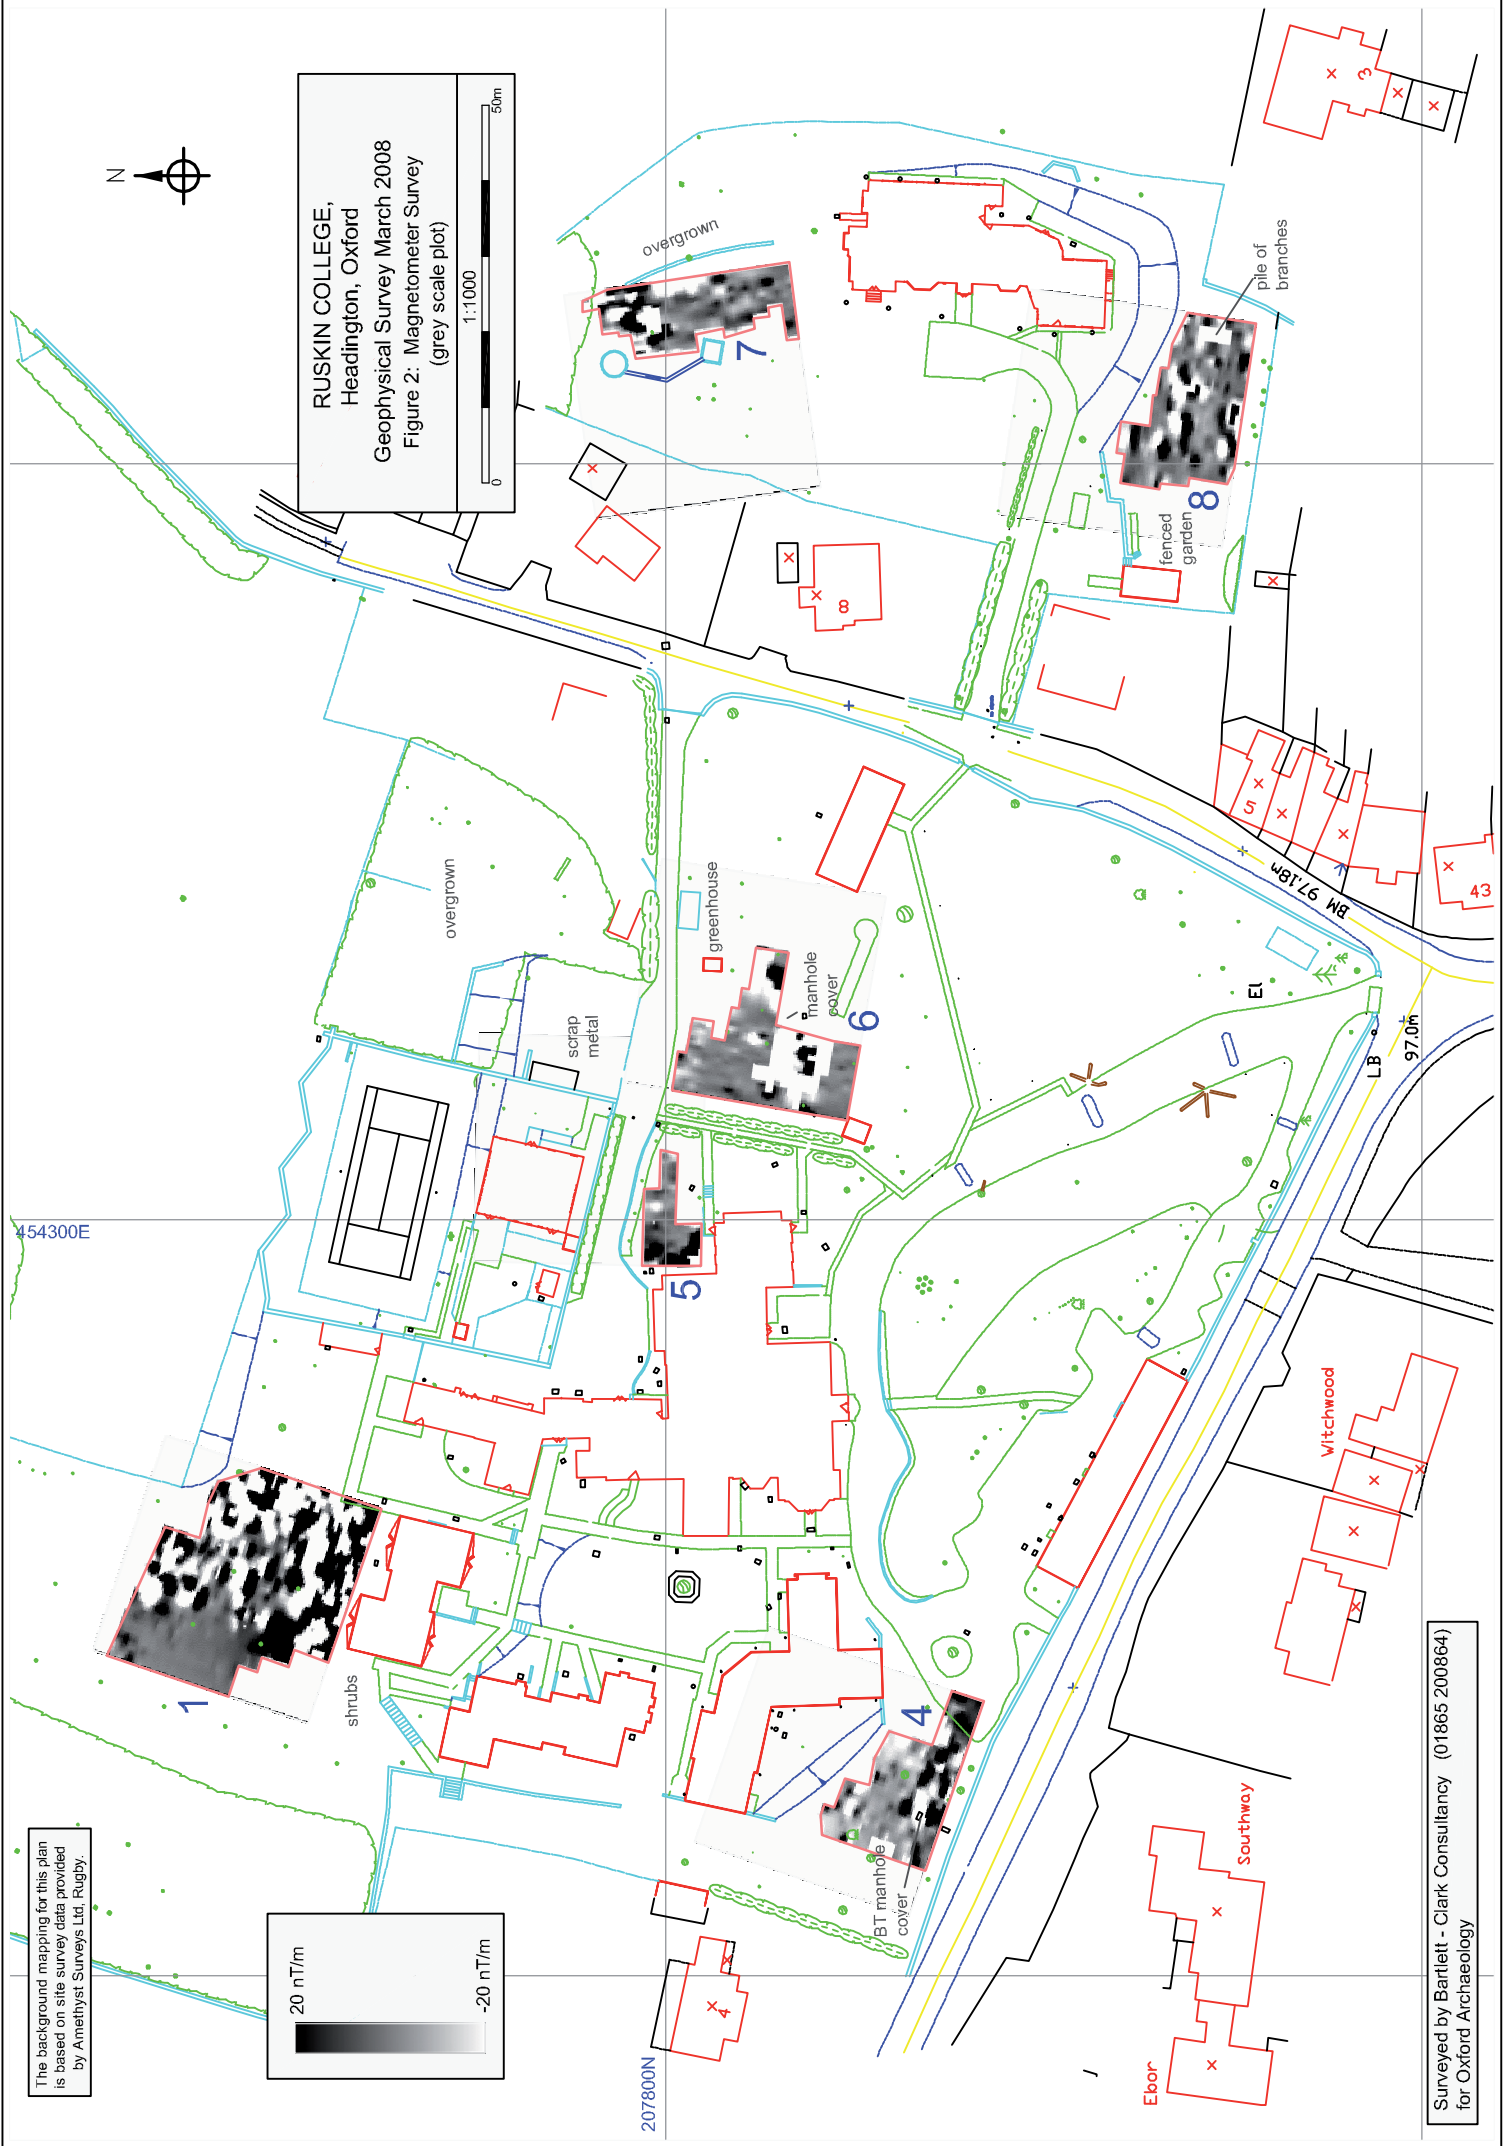 RUSKIN COLLEGE,
Headington, Oxford
Geophysical Survey March 2008
Figure 2: Magnetometer Survey
(grey scale plot)
1:1000
0
50m
N
The background mapping for this plan
is based on site survey data provided
by Amethyst Surveys Ltd, Rugby.
20 nT/m
-20 nT/m
454300E
207800N
1
4
5
6
7
8
shrubs
overgrown
scrap
metal
greenhouse
manhole
cover
BT manhole
cover
overgrown
pile of
branches
fenced
garden
3
8
5
43
4
BM 97.18m
El
LB
97.0m
Witchwood
Southway
Ebor
Surveyed by Bartlett - Clark Consultancy (01865 200864)
for Oxford Archaeology